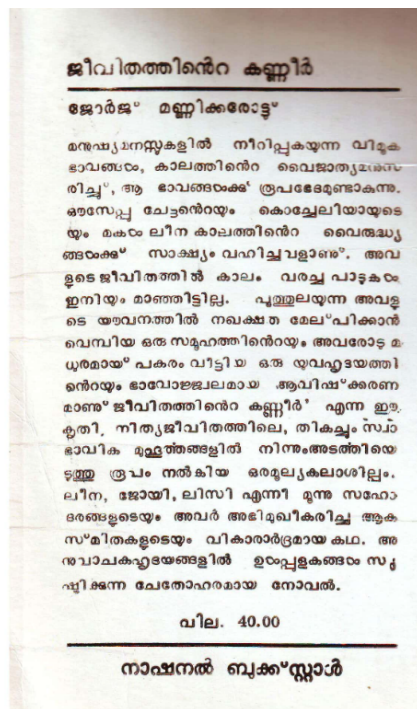 ജീവിതത്തിൻെറ കണ്ണീർ
ജോർജ് മണ്ണിക്കരോട്ട്
മനുഷ്യമനസ്സുകളിൽ നീറിപ്പുകയുന്ന വിമൂക
ഭാവങ്ങൾ, കാലത്തിൻെറ വൈജാത്യമനുസ
രിച്ച്, ആ ഭാവങ്ങൾക്ക് രൂപഭേദമുണ്ടാകുന്നു.
ഔസേപ്പു ചേട്ടൻെറയും കൊച്ചേലിയായുടെ
യും മകൾ ലീന കാലത്തിൻെറ വൈരുദ്ധ്യ
ങ്ങൾക്കു് സാക്ഷ്യം വഹിച്ചവളാണു്. അവ
ളുടെ ജീവിതത്തിൽ കാലം വരച്ച പാടുകൾ
ഇനിയും മാഞ്ഞിട്ടില്ല. പൂത്തുലയുന്ന അവളു
ടെ യൗവനത്തിൽ നഖക്ഷത മേല്പിക്കാൻ
വെമ്പിയ ഒരു സമൂഹത്തിൻെറയും അവരോടു മ
ധുരമായ് പകരം വീട്ടിയ ഒരു യുവഹൃദയത്തി
ൻെറയും ഭാവോജ്ജ്വലമായ ആവിഷ്ക്കരണ
മാണു് ജീവിതത്തിൻെറ കണ്ണീർ' എന്ന ഈ
കൃതി. നിത്യജീവിതത്തിലെ, തികച്ചും സ്വാ
ഭാവിക മുഹൂർത്തങ്ങളിൽ നിന്നുംഅടത്തിയെ
ടുത്തു രൂപം നൽകിയ ഒരമൂല്യകലാശില്പം.
ലീന, ജോയി, ലിസി എന്നീ മൂന്നു സഹോ
ദരങ്ങളുടെയും അവർ അഭിമുഖീകരിച്ച ആക
സ്മിതകളുടെയും വികാരാർദ്രമായ കഥ. അ
നുവാചകഹൃദയങ്ങളിൽ ഉൾപ്പുളകങ്ങൾ സൃ
ഷ്ടിക്കുന്ന ചേതോഹരമായ നോവൽ.
വില. 40.00
നാഷനൽ ബുക്ക്സ്റ്റാൾ